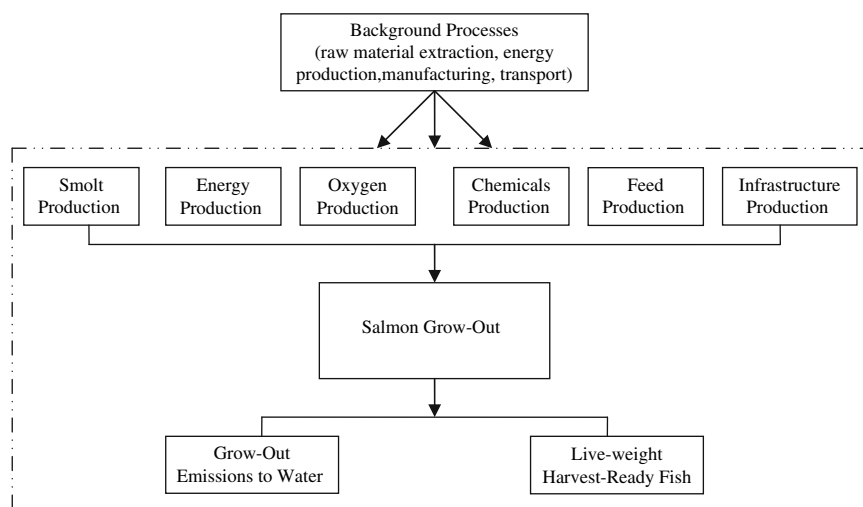 Background Processes
(raw material extraction, energy
production,manufacturing, transport)
Smolt
Production
Energy
Production
Oxygen
Production
Chemicals
Production
Feed
Production
Infrastructure
Production
Salmon Grow-Out
Grow-Out
Emissions to Water
Live-weight
Harvest-Ready Fish